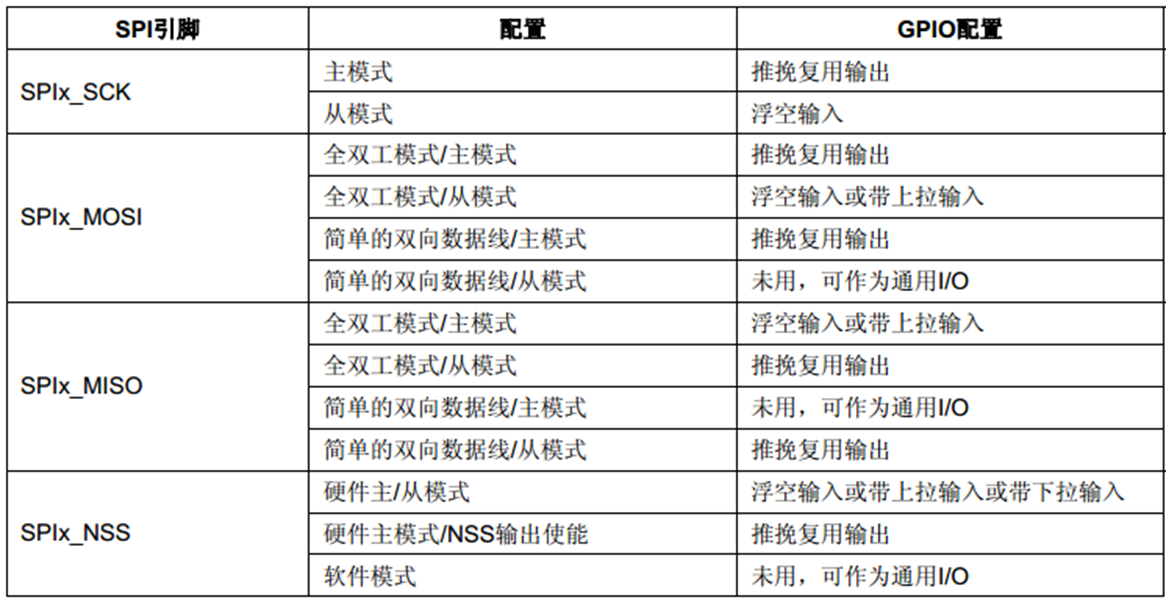 SPI引脚 配置 GPIO配置
SPIx_SCK
主模式 推挽复用输出
从模式 浮空输入
SPIx_MOSI
全双工模式/主模式 推挽复用输出
全双工模式/从模式 浮空输入或带上拉输入
简单的双向数据线/主模式 推挽复用输出
简单的双向数据线/从模式 未用，可作为通用I/O
SPIx_MISO
全双工模式/主模式 浮空输入或带上拉输入
全双工模式/从模式 推挽复用输出
简单的双向数据线/主模式 未用，可作为通用I/O
简单的双向数据线/从模式 推挽复用输出
SPIx_NSS
硬件主/从模式 浮空输入或带上拉输入或带下拉输入
硬件主模式/NSS输出使能 推挽复用输出
软件模式 未用，可作为通用I/O